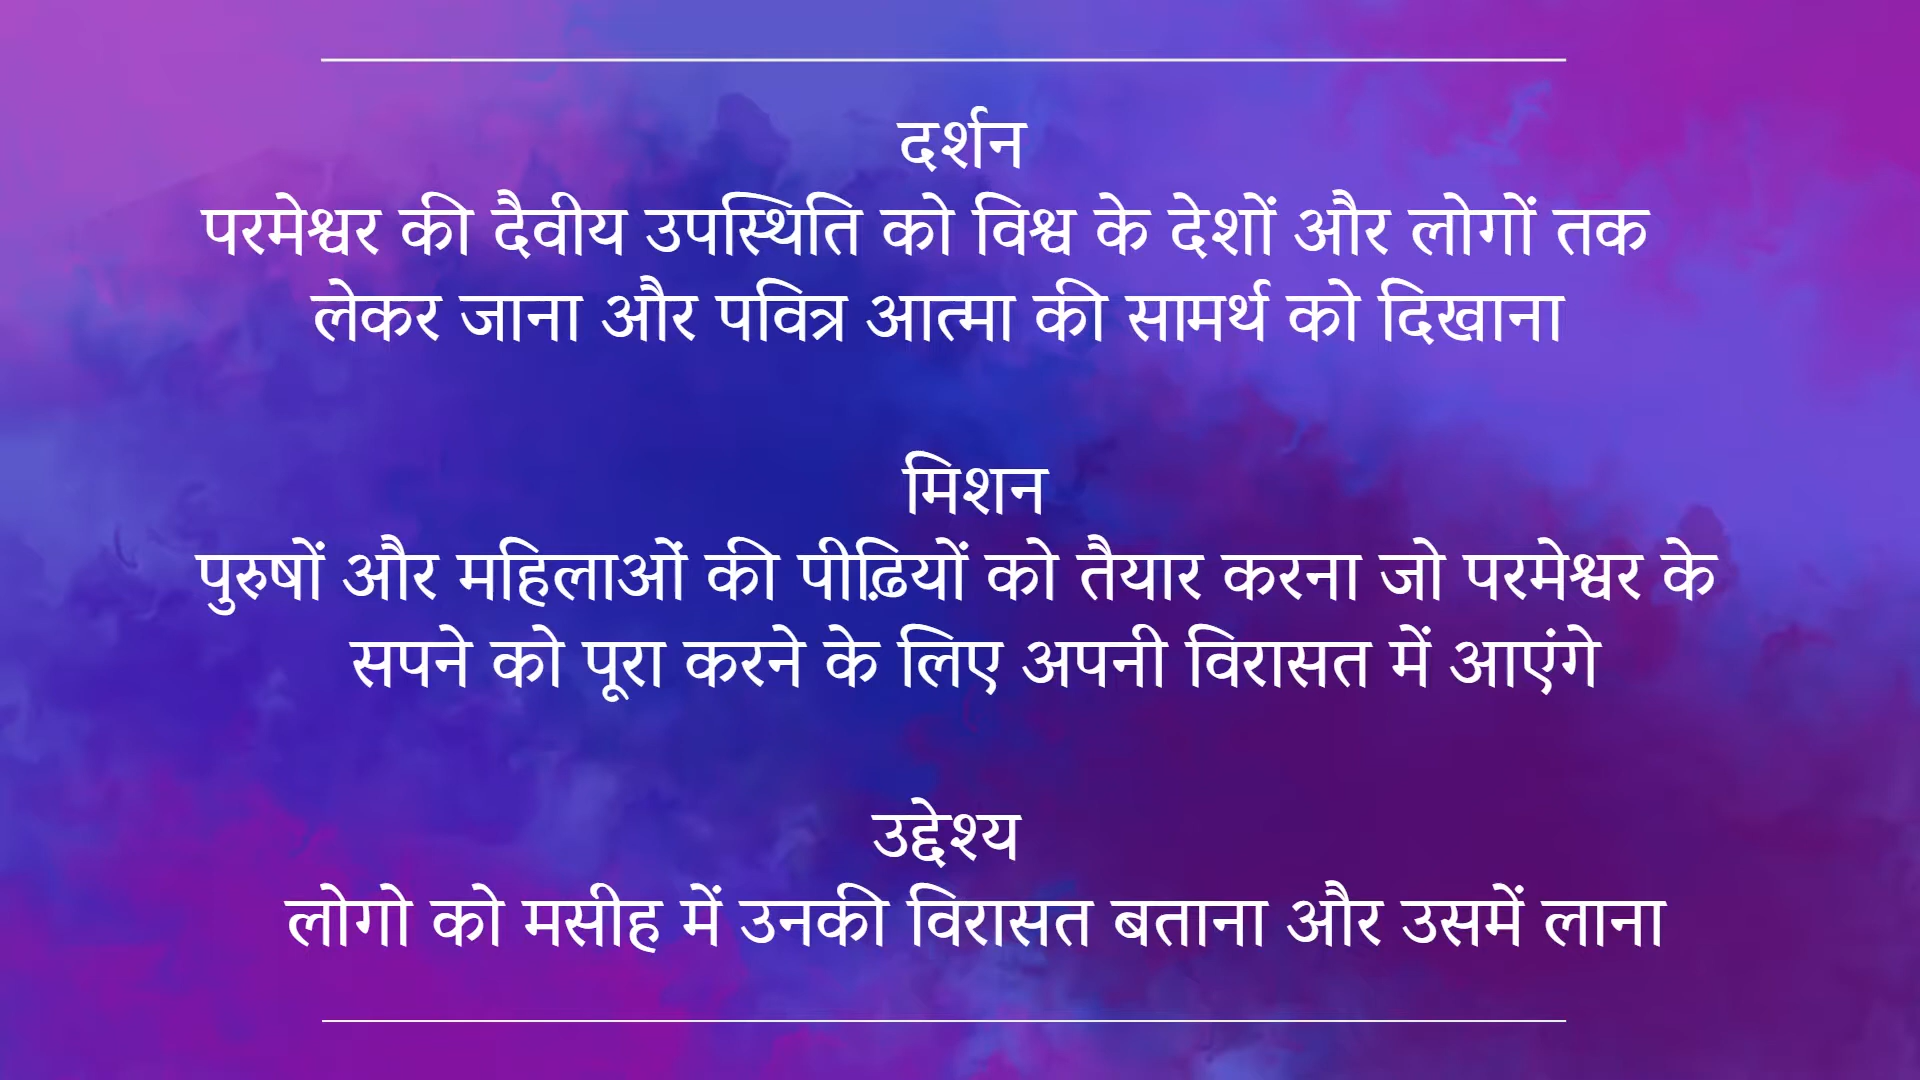 दर्शन
परमेश्वर की दैवीय उपस्थिति को विश्व के देशों और लोगों तक
लेकर जाना और पवित्र आत्मा की सामर्थ को दिखाना
मिशन
पुरुषों और महिलाओं की पीढ़ियों को तैयार करना जो परमेश्वर के
सपने को पूरा करने के लिए अपनी विरासत में आएंगे
उद्देश्य
लोगो को मसीह में उनकी विरासत बताना और उसमें लाना